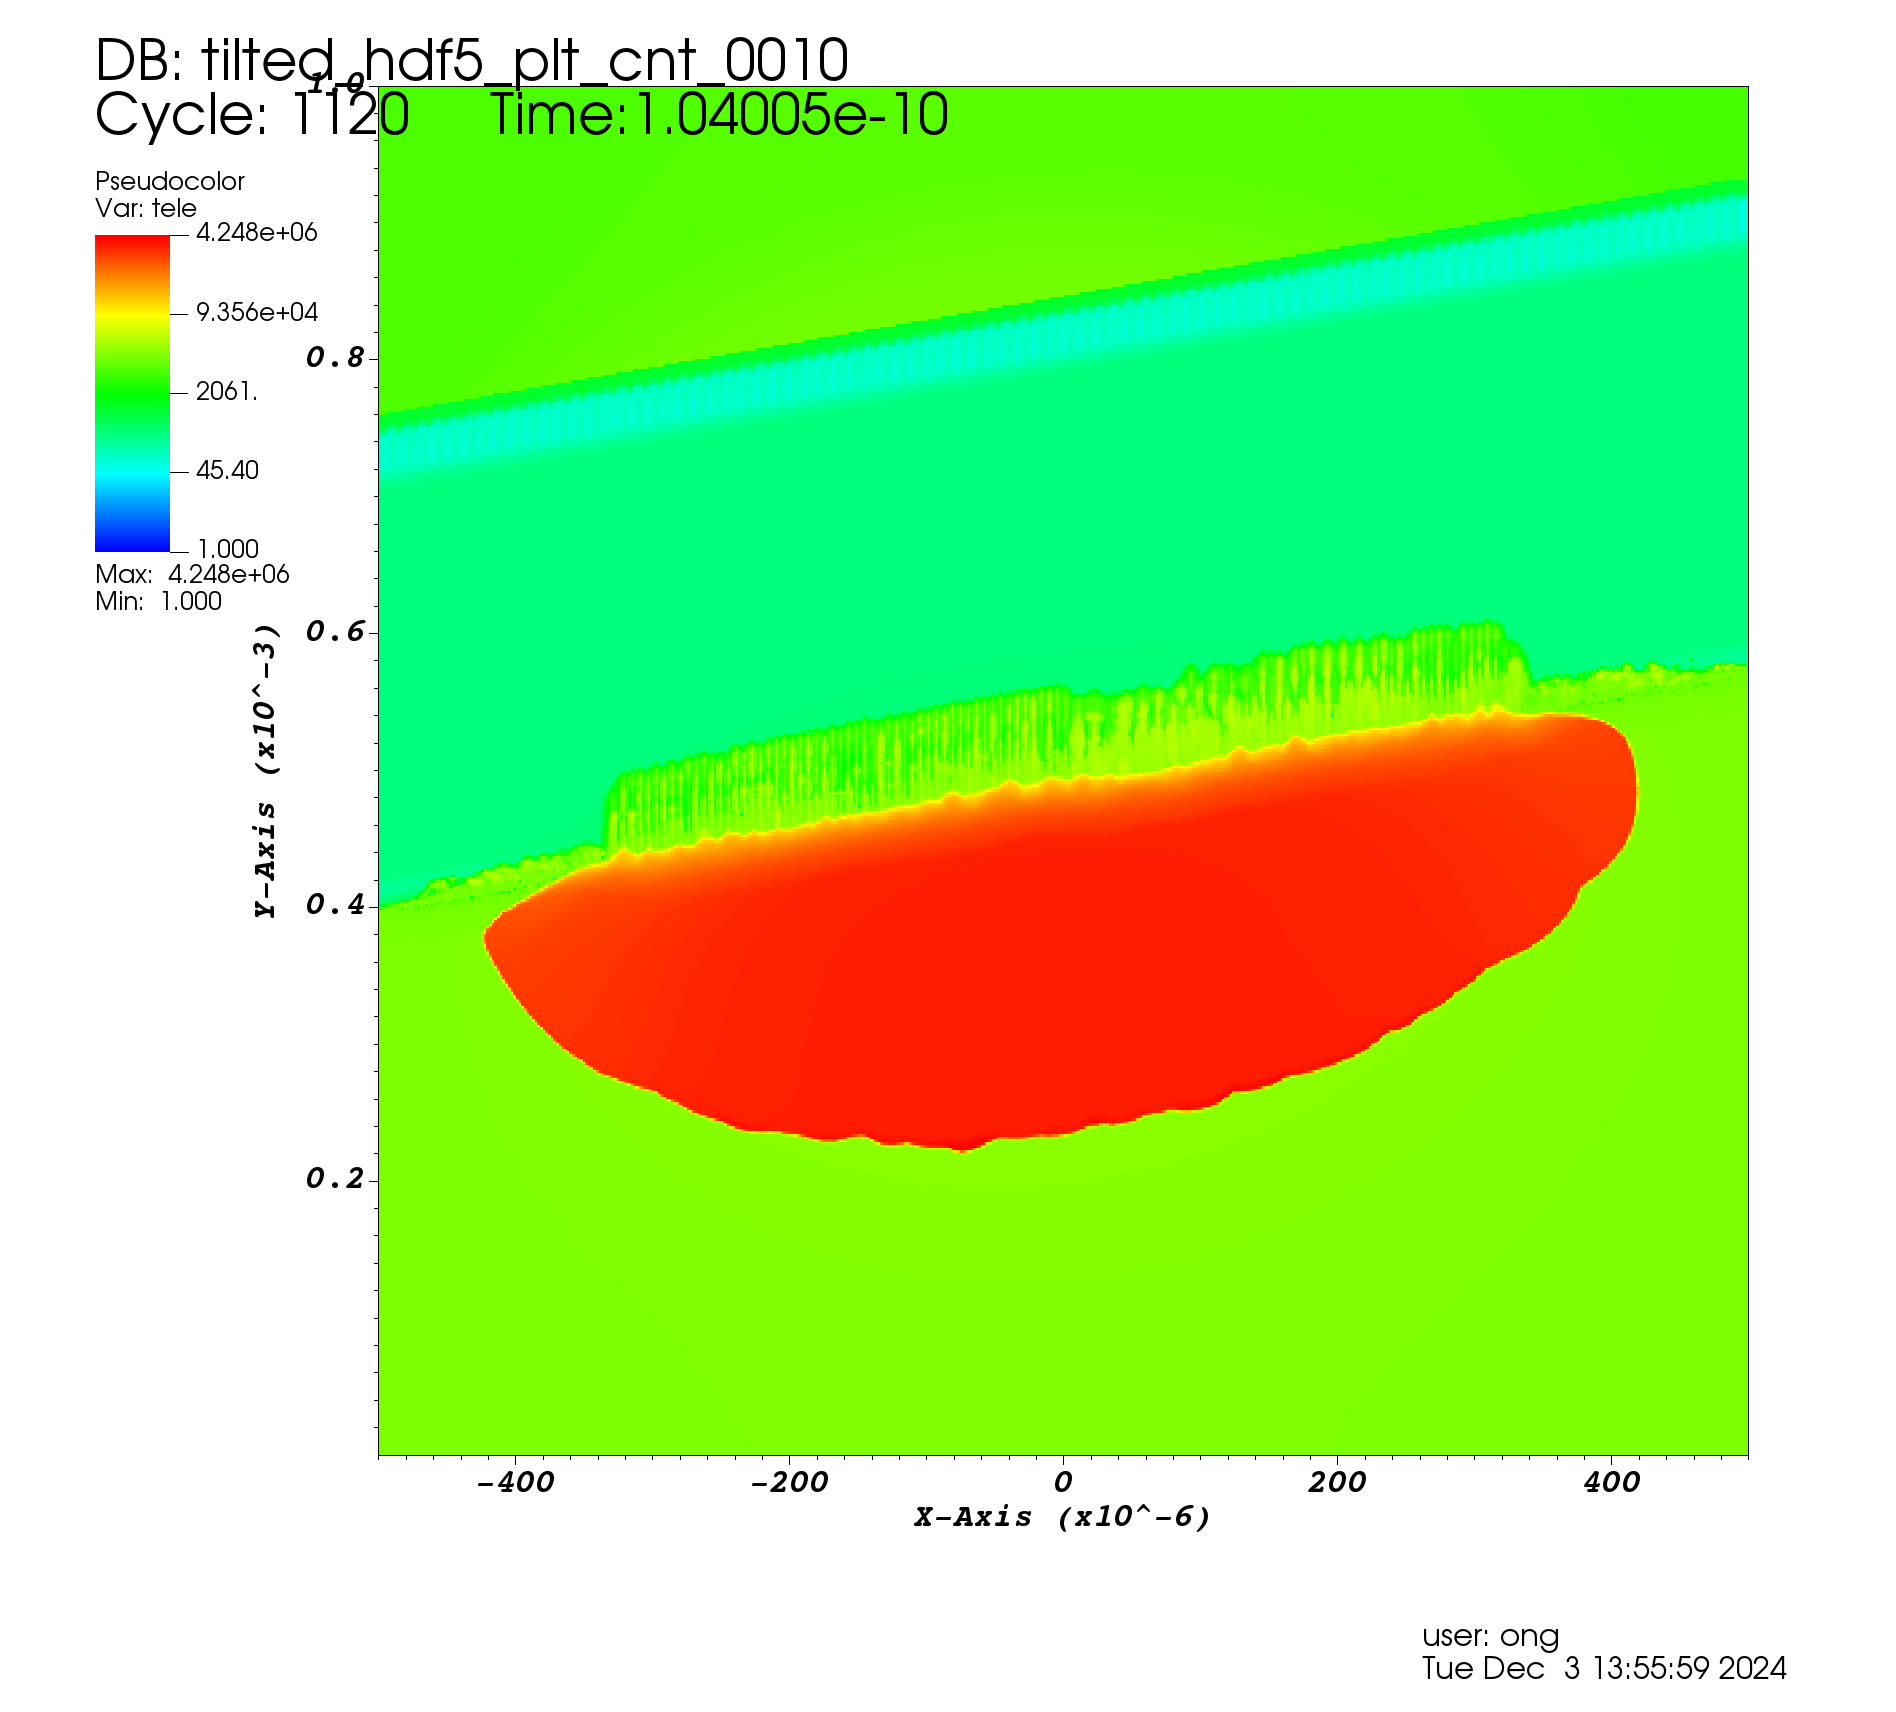 DB: tilted_hdf5_plt_cnt_0010
Cycle: 1120 Time:1.04005e-10
Pseudocolor
Var: tele
4.248e+06
9.356e+04
2061.
45.40
1.000
Max: 4.248e+06
Min: 1.000
1.0
0.8
0.6
0.4
0.2
Y-Axis (x10^-3)
-400 -200 0 200 400
X-Axis (x10^-6)
user: ong
Tue Dec 3 13:55:59 2024